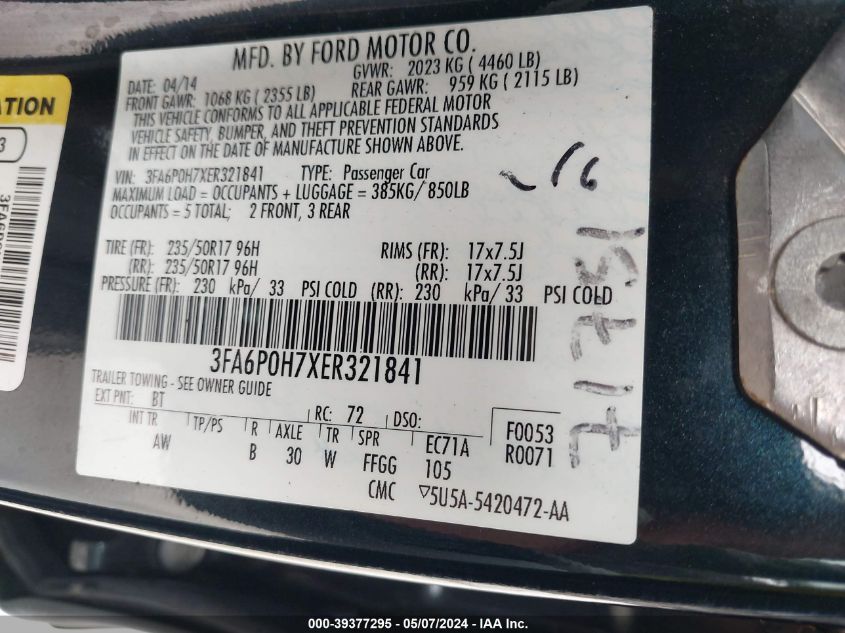 MFD. BY FORD MOTOR CO.
DATE: 04/14 GVWR: 2023 KG ( 4460 LB)
FRONT GAWR: 1068 KG ( 2355 LB) REAR GAWR: 959 KG ( 2115 LB)
THIS VEHICLE CONFORMS TO ALL APPLICABLE FEDERAL MOTOR
VEHICLE SAFETY, BUMPER, AND THEFT PREVENTION STANDARDS
IN EFFECT ON THE DATE OF MANUFACTURE SHOWN ABOVE.
VIN: 3FA6P0H7XER321841 TYPE: Passenger Car
MAXIMUM LOAD = OCCUPANTS + LUGGAGE = 385KG/ 850LB
OCCUPANTS = 5 TOTAL; 2 FRONT, 3 REAR
TIRE (FR): 235/50R17 96H RIMS (FR): 17x7.5J
(RR): 235/50R17 96H (RR): 17x7.5J
PRESSURE (FR): 230 kPa/ 33 PSI COLD (RR): 230 kPa/ 33 PSI COLD
3FA6P0H7XER321841
TRAILER TOWING - SEE OWNER GUIDE
EXT PNT: BT RC: 72 DSO: F0053
INT TR TP/PS R AXLE TR SPR EC71A R0071
AW B 30 W FFGG 105
CMC ▽5U5A-5420472-AA
ATION
3
000-39377295 - 05/07/2024 - IAA Inc.